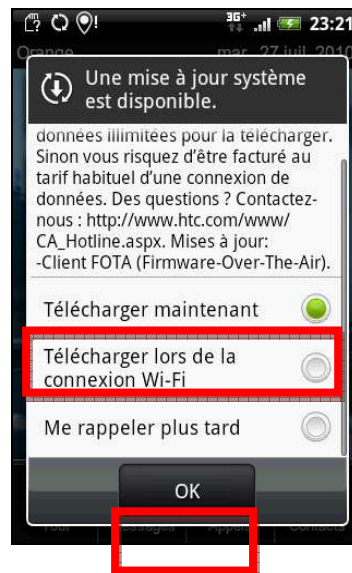 3G+ 23:21
Orange mar. 27 juil. 2010
Une mise à jour système
est disponible.
données illimitées pour la télécharger.
Sinon vous risquez d'être facturé au
tarif habituel d'une connexion de
données. Des questions ? Contactez-
nous : http://www.htc.com/www/
CA_Hotline.aspx. Mises à jour:
-Client FOTA (Firmware-Over-The-Air).
Télécharger maintenant
Télécharger lors de la
connexion Wi-Fi
Me rappeler plus tard
OK